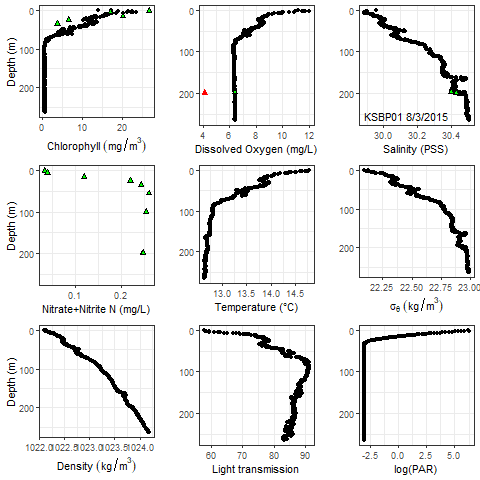 0
100
200
Depth (m)
0 10 20
Chlorophyll (mg/m³)
0
100
200
4 6 8 10 12
Dissolved Oxygen (mg/L)
0
100
200
KSBP01 8/3/2015
30.0 30.2 30.4
Salinity (PSS)
0
100
200
Depth (m)
0.1 0.2
Nitrate+Nitrite N (mg/L)
0
100
200
13.0 13.5 14.0 14.5
Temperature (°C)
0
100
200
22.25 22.50 22.75 23.00
σθ (kg/m³)
0
100
200
Depth (m)
1022.0 1022.5 1023.0 1023.5 1024.0
Density (kg/m³)
0
100
200
60 70 80 90
Light transmission
0
100
200
-2.5 0.0 2.5 5.0
log(PAR)